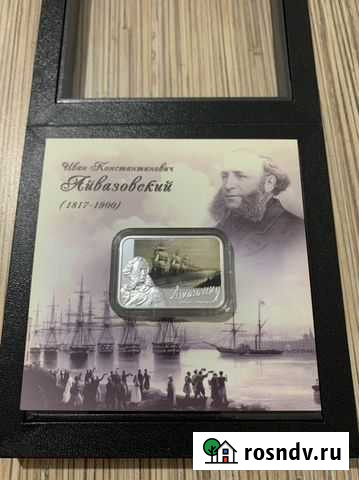 Иван Константинович
Айвазовский
(1817-1900)
rosndv.ru